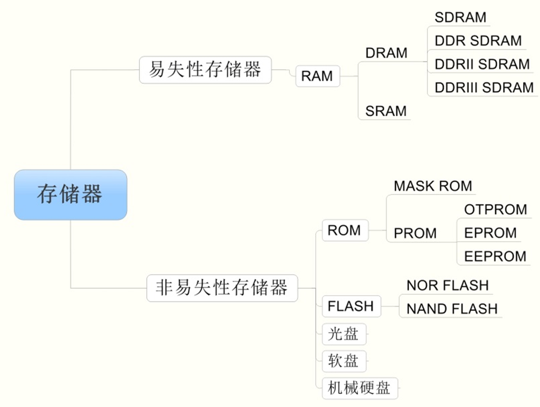 存储器
易失性存储器
RAM
DRAM
SDRAM
DDR SDRAM
DDRII SDRAM
DDRIII SDRAM
SRAM
非易失性存储器
ROM
MASK ROM
PROM
OTPROM
EPROM
EEPROM
FLASH
NOR FLASH
NAND FLASH
光盘
软盘
机械硬盘